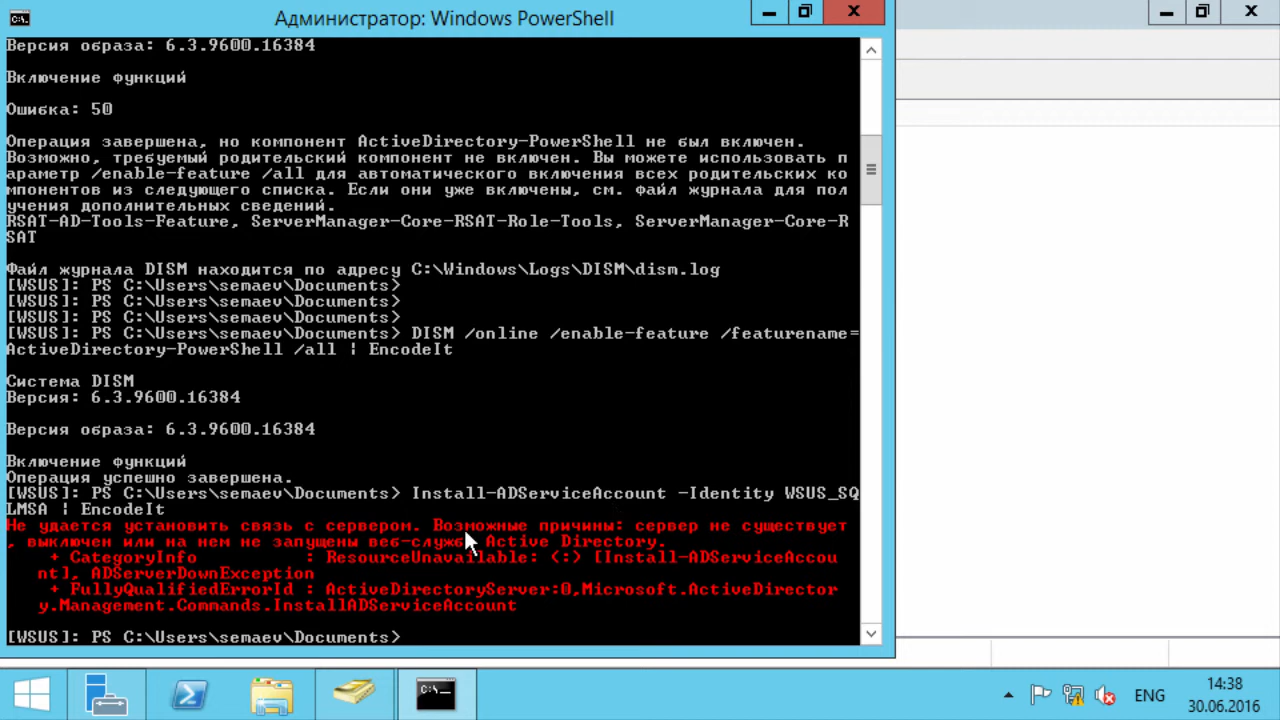 Администратор: Windows PowerShell
Версия образа: 6.3.9600.16384
Включение функций
Ошибка: 50
Операция завершена, но компонент ActiveDirectory-PowerShell не был включен.
Возможно, требуемый родительский компонент не включен. Вы можете использовать п
араметр /enable-feature /all для автоматического включения всех родительских ко
мпонентов из следующего списка. Если они уже включены, см. файл журнала для пол
учения дополнительных сведений.
RSAT-AD-Tools-Feature, ServerManager-Core-RSAT-Role-Tools, ServerManager-Core-R
SAT
Файл журнала DISM находится по адресу C:\Windows\Logs\DISM\dism.log
[WSUS]: PS C:\Users\semaev\Documents>
[WSUS]: PS C:\Users\semaev\Documents>
[WSUS]: PS C:\Users\semaev\Documents>
[WSUS]: PS C:\Users\semaev\Documents> DISM /online /enable-feature /featurename=
ActiveDirectory-PowerShell /all | EncodeIt
Cистема DISM
Версия: 6.3.9600.16384
Версия образа: 6.3.9600.16384
Включение функций
Операция успешно завершена.
[WSUS]: PS C:\Users\semaev\Documents> Install-ADServiceAccount -Identity WSUS_SQ
LMSA | EncodeIt
Не удается установить связь с сервером. Возможные причины: сервер не существует
, выключен или на нем не запущены веб-службы Active Directory.
+ CategoryInfo : ResourceUnavailable: (:) [Install-ADServiceAccou
nt], ADServerDownException
+ FullyQualifiedErrorId : ActiveDirectoryServer:0,Microsoft.ActiveDirector
y.Management.Commands.InstallADServiceAccount
[WSUS]: PS C:\Users\semaev\Documents>
ENG
14:38
30.06.2016